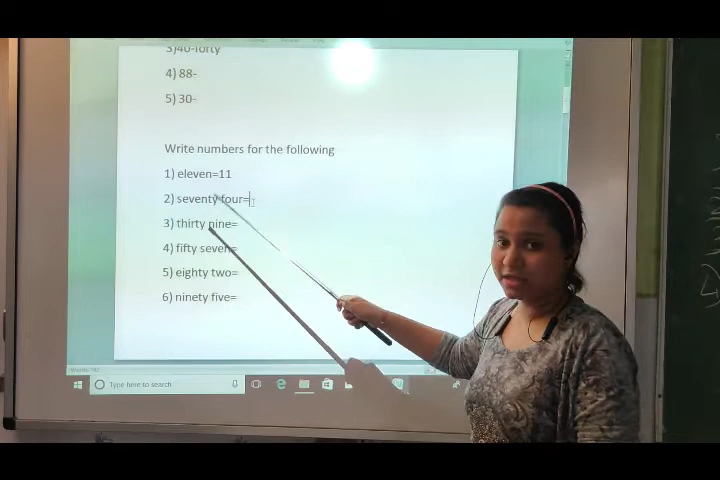 3)40-forty
4) 88-
5) 30-
Write numbers for the following
1) eleven=11
2) seventy four=
3) thirty nine=
4) fifty seven=
5) eighty two=
6) ninety five=
Type here to search